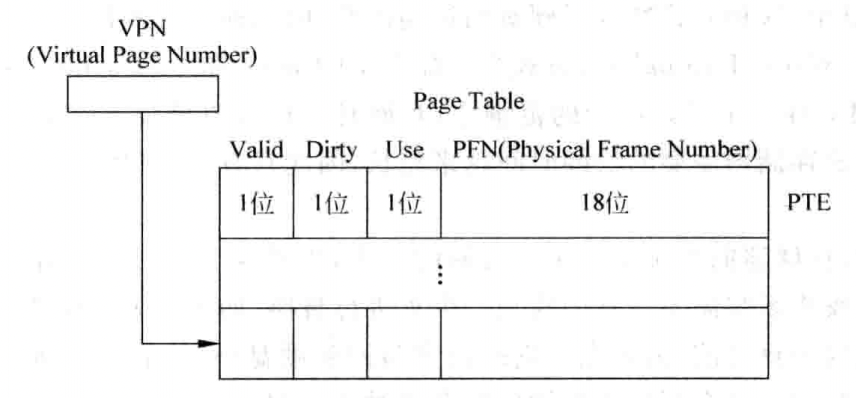 VPN
(Virtual Page Number)
Page Table
Valid Dirty Use PFN(Physical Frame Number)
1位 1位 1位 18位 PTE
⋮